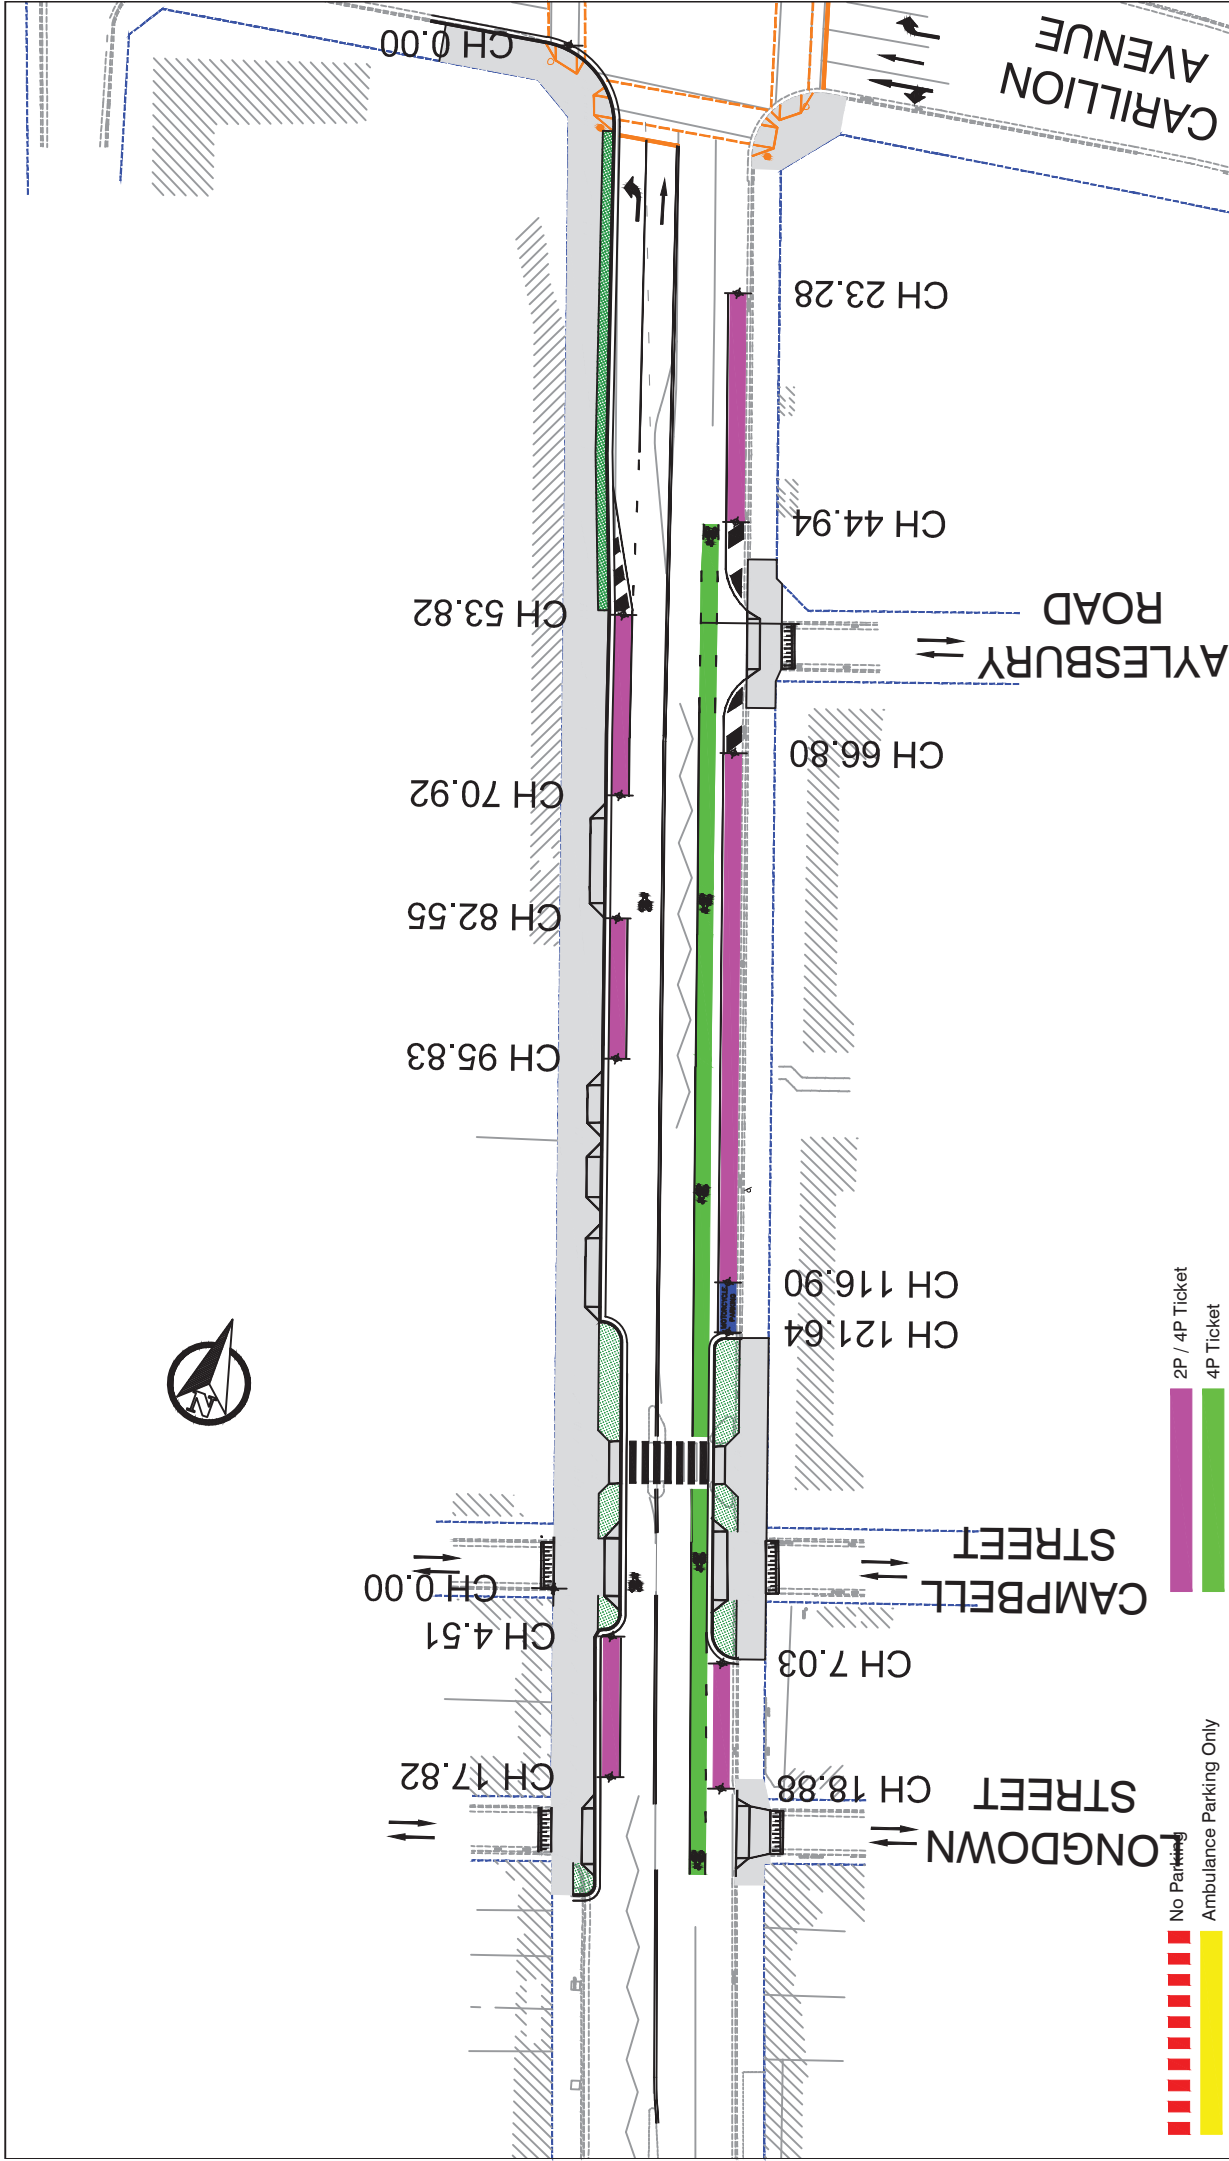 CH 0.00
CARILLION
AVENUE
CH 23.28
CH 44.94
CH 53.82
AYLESBURY
ROAD
CH 66.80
CH 70.92
CH 82.55
CH 95.83
CH 116.90
MOTORCYCLE
PARKING
CH 121.64
N
CAMPBELL
STREET
CH 0.00
CH 4.51
CH 7.03
CH 17.82
CH 18.88
LONGDOWN
STREET
2P / 4P Ticket
4P Ticket
No Parking
Ambulance Parking Only